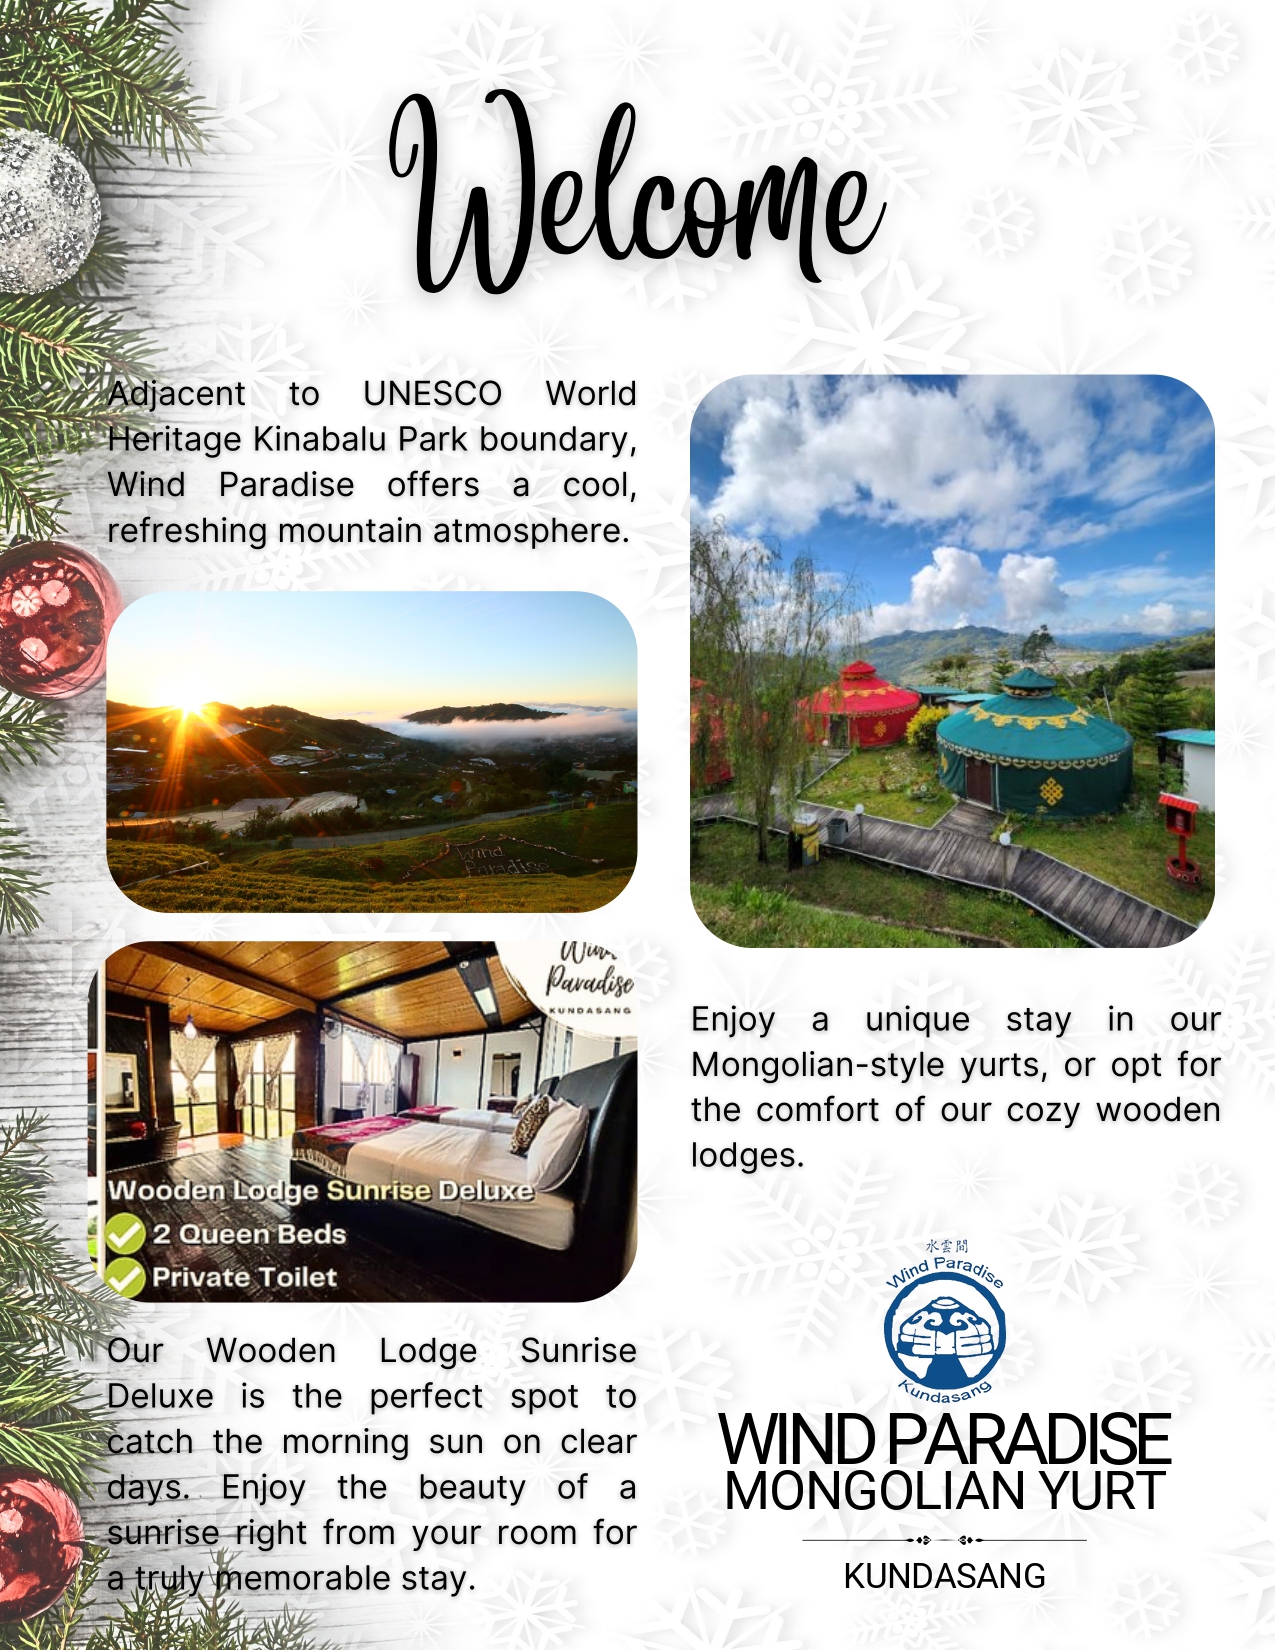 Welcome
Adjacent to UNESCO World
Heritage Kinabalu Park boundary,
Wind Paradise offers a cool,
refreshing mountain atmosphere.
Wind
Paradise
Wind
Paradise
KUNDASANG
Wooden Lodge Sunrise Deluxe
2 Queen Beds
Private Toilet
Our Wooden Lodge Sunrise
Deluxe is the perfect spot to
catch the morning sun on clear
days. Enjoy the beauty of a
sunrise right from your room for
a truly memorable stay.
Enjoy a unique stay in our
Mongolian-style yurts, or opt for
the comfort of our cozy wooden
lodges.
水雲間
Wind Paradise
Kundasang
WIND PARADISE
MONGOLIAN YURT
KUNDASANG